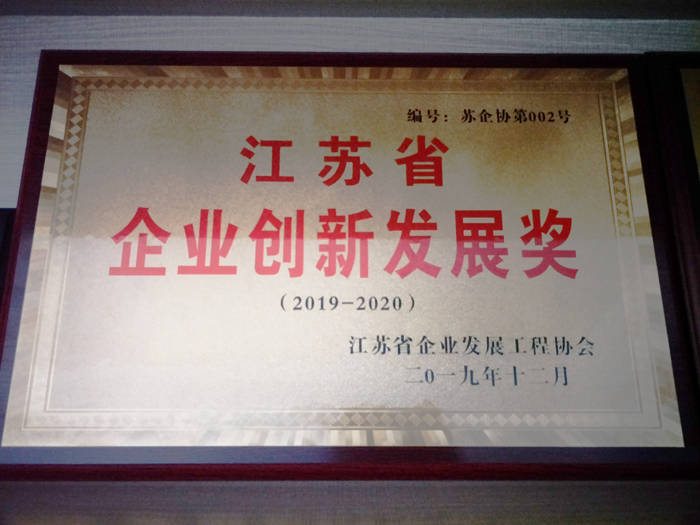 编号：苏企协第002号
江苏省
企业创新发展奖
（2019-2020）
江苏省企业发展工程协会
二0一九年十二月